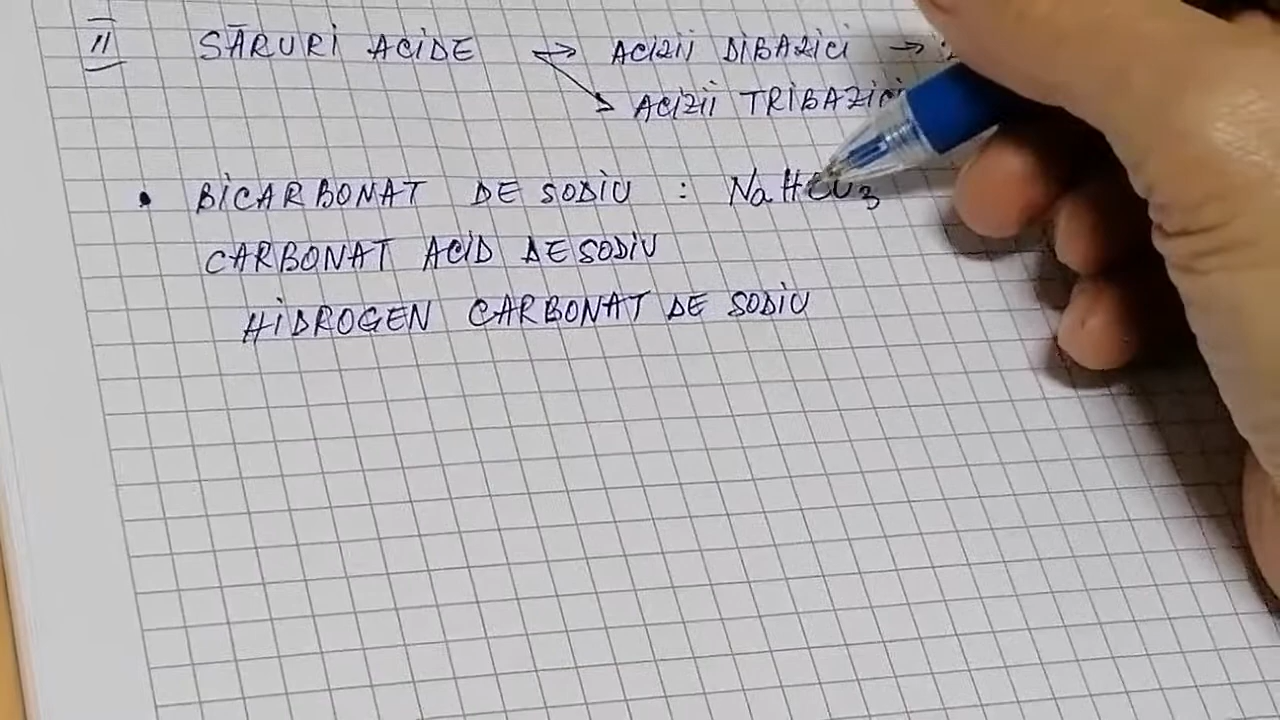 II SĂRURI ACIDE → ACIZII DIBAZICI →
→ ACIZII TRIBAZICI
• BICARBONAT DE SODIU : NaHCO3
CARBONAT ACID DE SODIU
HIDROGEN CARBONAT DE SODIU